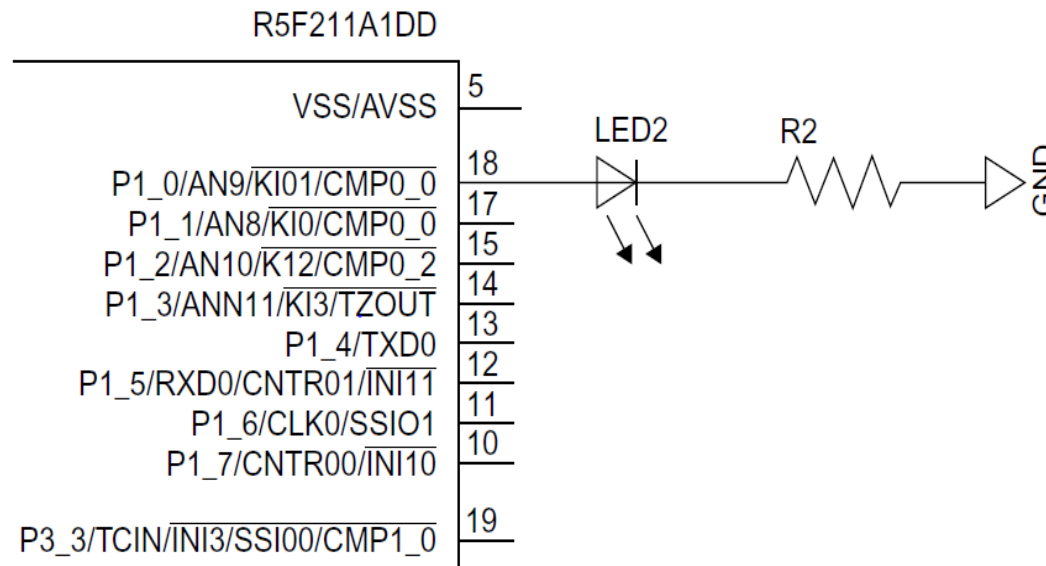 R5F211A1DD
VSS/AVSS 5
LED2 R2 GND
P1_0/AN9/KI01/CMP0_0 18
P1_1/AN8/KI0/CMP0_0 17
P1_2/AN10/K12/CMP0_2 15
P1_3/ANN11/KI3/TZOUT 14
P1_4/TXD0 13
P1_5/RXD0/CNTR01/INI11 12
P1_6/CLK0/SSIO1 11
P1_7/CNTR00/INI10 10
P3_3/TCIN/INI3/SSI00/CMP1_0 19